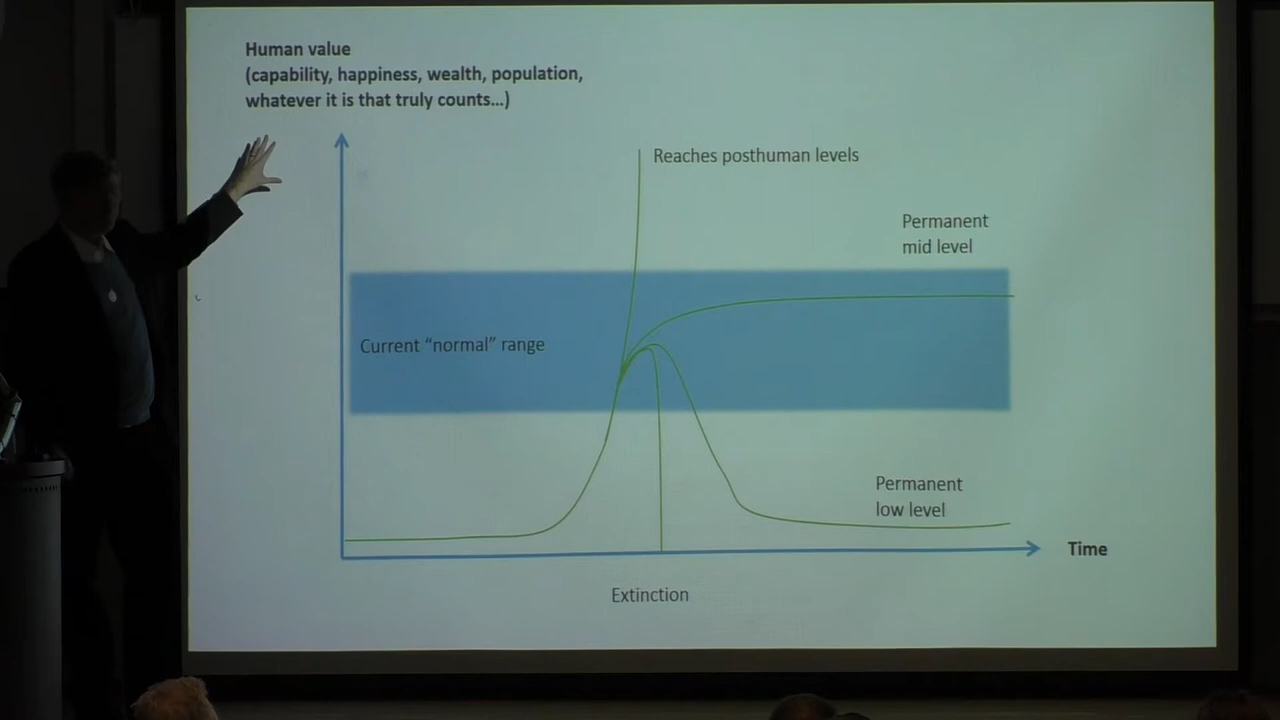 Human value
(capability, happiness, wealth, population,
whatever it is that truly counts...)
Reaches posthuman levels
Permanent
mid level
Current “normal” range
Permanent
low level
Time
Extinction